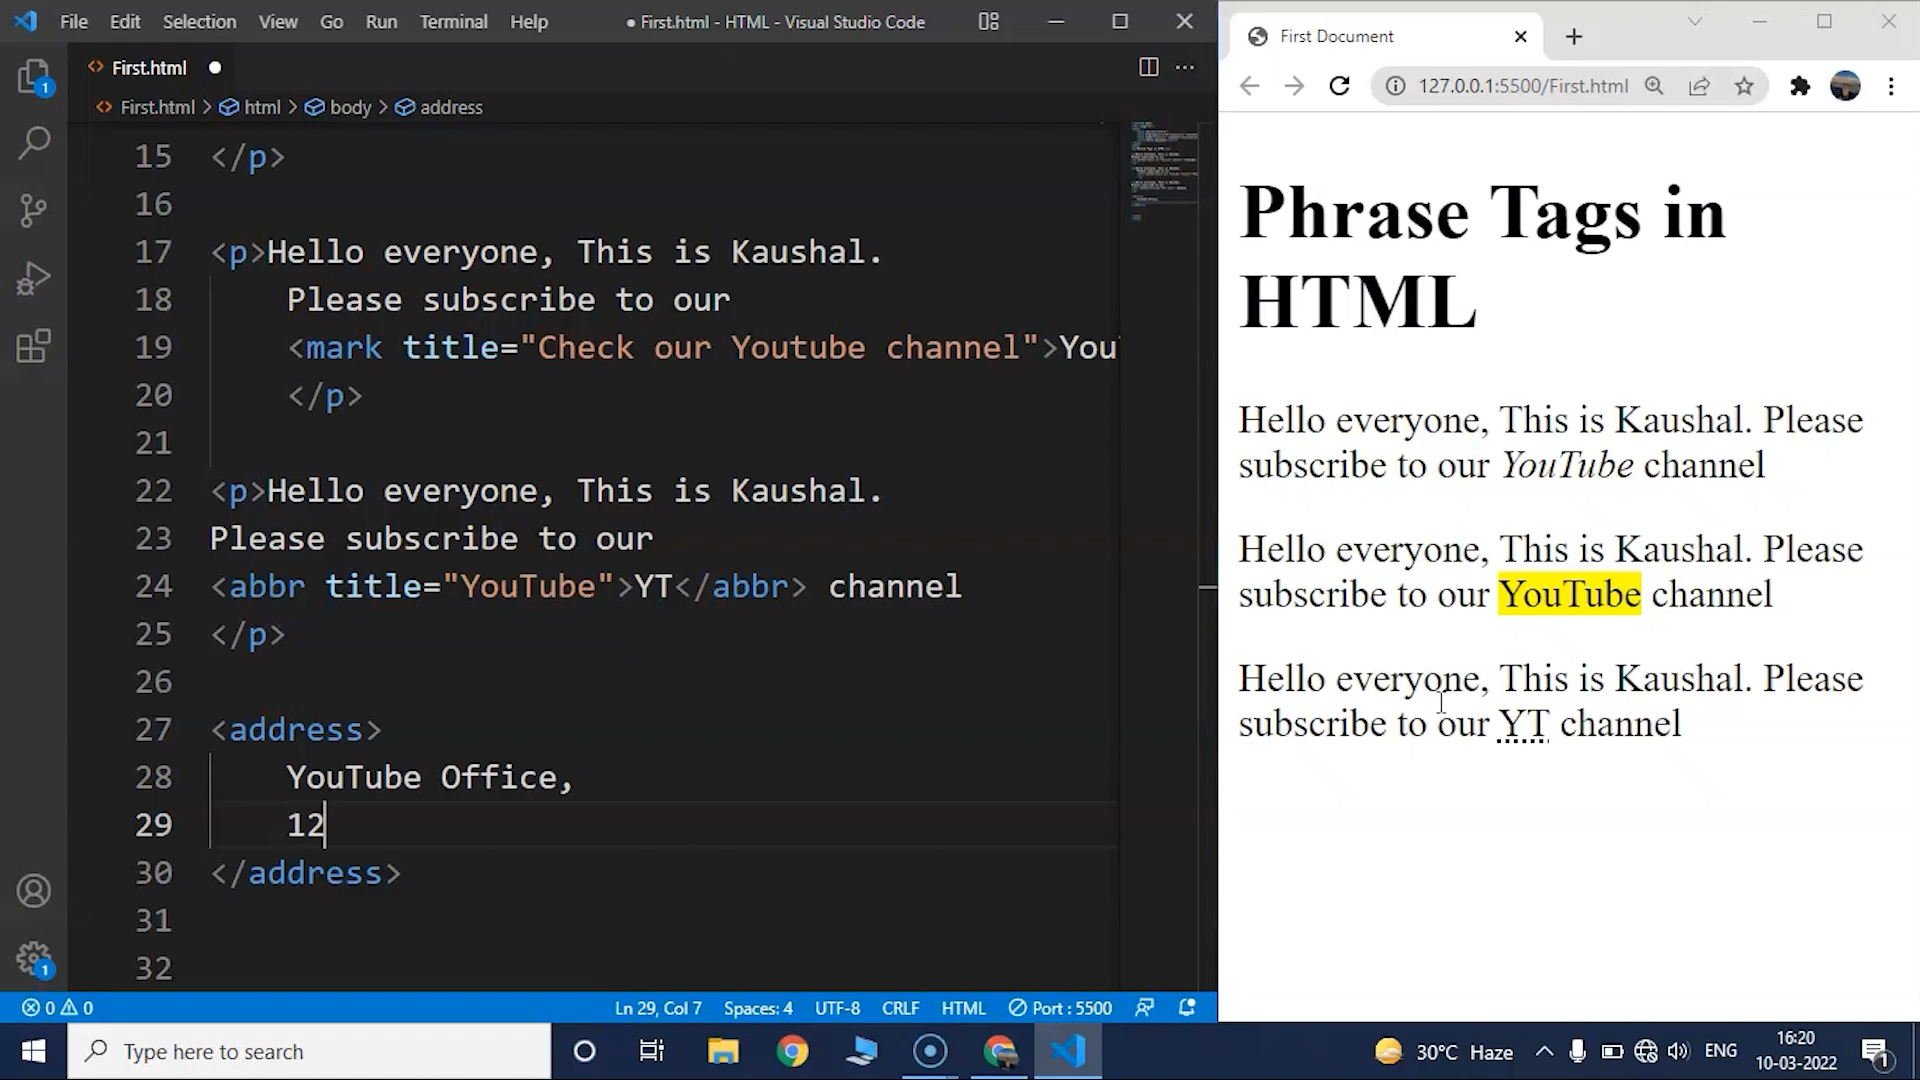 File Edit Selection View Go Run Terminal Help ● First.html - HTML - Visual Studio Code
First.html
First.html > html > body > address
15 </p>
16
17 <p>Hello everyone, This is Kaushal.
18 Please subscribe to our
19 <mark title="Check our Youtube channel">You
20 </p>
21
22 <p>Hello everyone, This is Kaushal.
23 Please subscribe to our
24 <abbr title="YouTube">YT</abbr> channel
25 </p>
26
27 <address>
28 YouTube Office,
29 12
30 </address>
31
32
1
1
0 0 Ln 29, Col 7 Spaces: 4 UTF-8 CRLF HTML Port : 5500
First Document
127.0.0.1:5500/First.html
Phrase Tags in
HTML
Hello everyone, This is Kaushal. Please
subscribe to our YouTube channel
Hello everyone, This is Kaushal. Please
subscribe to our YouTube channel
Hello everyone, This is Kaushal. Please
subscribe to our YT channel
Type here to search
30°C Haze
ENG
16:20
10-03-2022
1